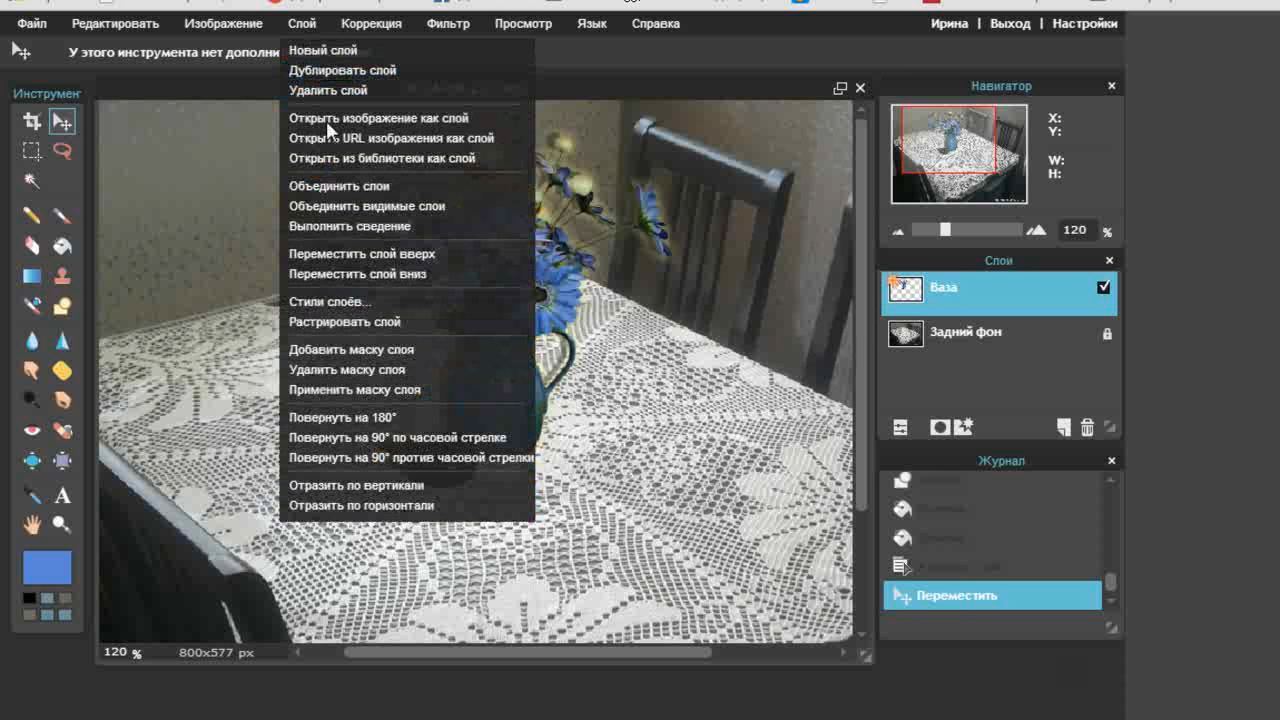 Файл Редактировать Изображение Слой Коррекция Фильтр Просмотр Язык Справка Ирина | Выход | Настройки
У этого инструмента нет дополни
Новый слой
Дублировать слой
Удалить слой
Открыть изображение как слой
Открыть URL изображения как слой
Открыть из библиотеки как слой
Объединить слои
Объединить видимые слои
Выполнить сведение
Переместить слой вверх
Переместить слой вниз
Стили слоёв...
Растрировать слой
Добавить маску слоя
Удалить маску слоя
Применить маску слоя
Повернуть на 180°
Повернуть на 90° по часовой стрелке
Повернуть на 90° против часовой стрелки
Отразить по вертикали
Отразить по горизонтали
Инструмен
A
120 % 800x577 px
Навигатор
X:
Y:
W:
H:
120 %
Слои
Ваза
Задний фон
Журнал
Переместить